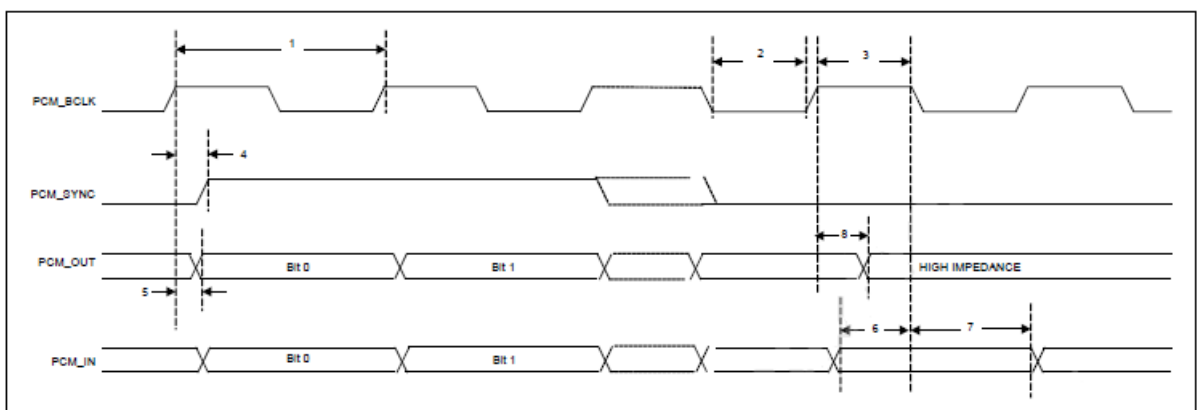 1
2
3
PCM_BCLK
4
PCM_SYNC
8
PCM_OUT
Bit 0
Bit 1
HIGH IMPEDANCE
5
6
7
PCM_IN
Bit 0
Bit 1